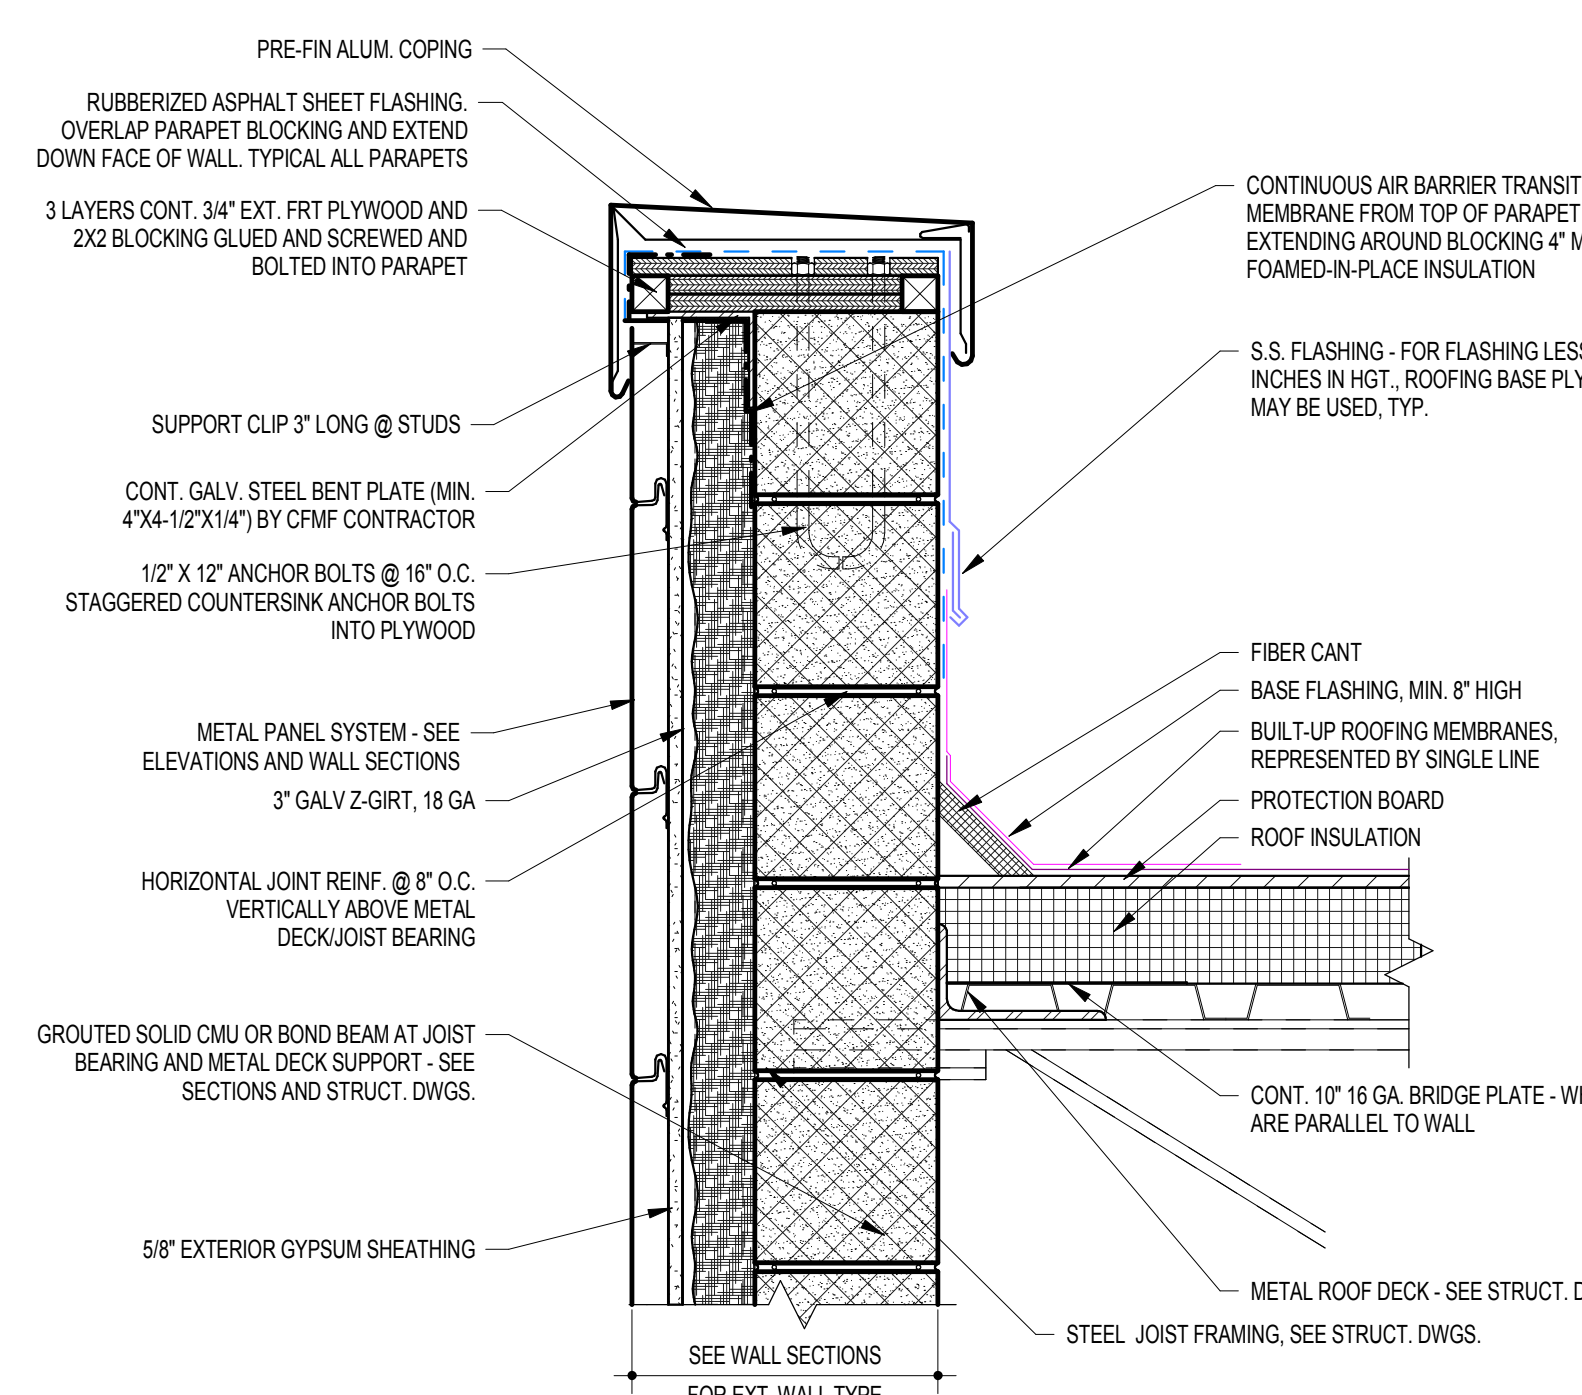 PRE-FIN ALUM. COPING
RUBBERIZED ASPHALT SHEET FLASHING.
OVERLAP PARAPET BLOCKING AND EXTEND
DOWN FACE OF WALL. TYPICAL ALL PARAPETS
3 LAYERS CONT. 3/4" EXT. FRT PLYWOOD AND
2X2 BLOCKING GLUED AND SCREWED AND
BOLTED INTO PARAPET
SUPPORT CLIP 3" LONG @ STUDS
CONT. GALV. STEEL BENT PLATE (MIN.
4"X4-1/2"X1/4") BY CFMF CONTRACTOR
1/2" X 12" ANCHOR BOLTS @ 16" O.C.
STAGGERED COUNTERSINK ANCHOR BOLTS
INTO PLYWOOD
METAL PANEL SYSTEM - SEE
ELEVATIONS AND WALL SECTIONS
3" GALV Z-GIRT, 18 GA
HORIZONTAL JOINT REINF. @ 8" O.C.
VERTICALLY ABOVE METAL
DECK/JOIST BEARING
GROUTED SOLID CMU OR BOND BEAM AT JOIST
BEARING AND METAL DECK SUPPORT - SEE
SECTIONS AND STRUCT. DWGS.
5/8" EXTERIOR GYPSUM SHEATHING
CONTINUOUS AIR BARRIER TRANSIT
MEMBRANE FROM TOP OF PARAPET
EXTENDING AROUND BLOCKING 4" M
FOAMED-IN-PLACE INSULATION
S.S. FLASHING - FOR FLASHING LESS
INCHES IN HGT., ROOFING BASE PLY
MAY BE USED, TYP.
FIBER CANT
BASE FLASHING, MIN. 8" HIGH
BUILT-UP ROOFING MEMBRANES,
REPRESENTED BY SINGLE LINE
PROTECTION BOARD
ROOF INSULATION
CONT. 10" 16 GA. BRIDGE PLATE - WH
ARE PARALLEL TO WALL
METAL ROOF DECK - SEE STRUCT. D
STEEL JOIST FRAMING, SEE STRUCT. DWGS.
SEE WALL SECTIONS
FOR EXT. WALL TYPE